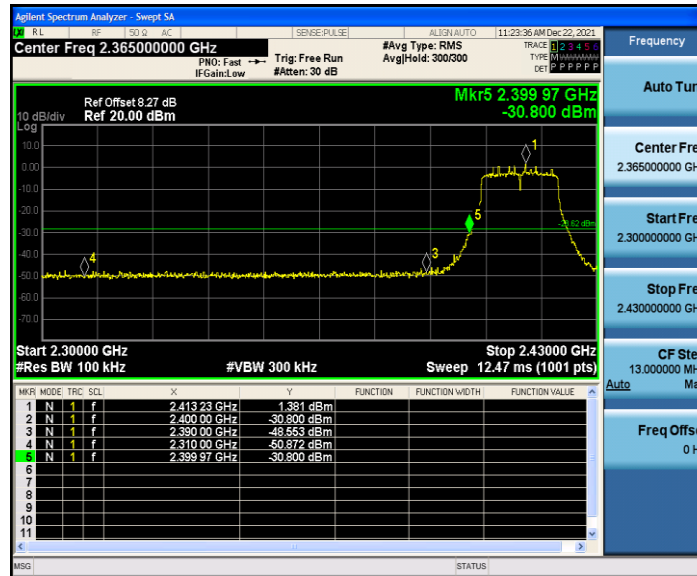 Agilent Spectrum Analyzer - Swept SA
RL RF 50 Ω AC SENSE:PULSE ALIGN AUTO 11:23:36 AM Dec 22, 2021
Center Freq 2.365000000 GHz
#Avg Type: RMS
TRACE 1 2 3 4 5 6
PNO: Fast Trig: Free Run Avg|Hold: 300/300
TYPE M
IFGain:Low #Atten: 30 dB
DET P P P P P P
Mkr5 2.399 97 GHz
-30.800 dBm
Ref Offset 8.27 dB
10 dB/div Ref 20.00 dBm
Log
10.0
0.00
-10.0
-20.0
-30.0
-40.0
-50.0
-60.0
-70.0
1
5
3
4
Start 2.30000 GHz Stop 2.43000 GHz
#Res BW 100 kHz #VBW 300 kHz Sweep 12.47 ms (1001 pts)
MKR MODE TRC SCL X Y FUNCTION FUNCTION WIDTH FUNCTION VALUE
1 N 1 f 2.413 23 GHz 1.381 dBm
2 N 1 f 2.400 00 GHz -30.800 dBm
3 N 1 f 2.390 00 GHz -48.553 dBm
4 N 1 f 2.310 00 GHz -50.872 dBm
5 N 1 f 2.399 97 GHz -30.800 dBm
6
7
8
9
10
11
MSG STATUS
Frequency
Auto Tun
Center Fre
2.365000000 GH
Start Fre
2.300000000 GH
Stop Fre
2.430000000 GH
CF Ste
13.000000 MH
Auto Ma
Freq Offse
0 H